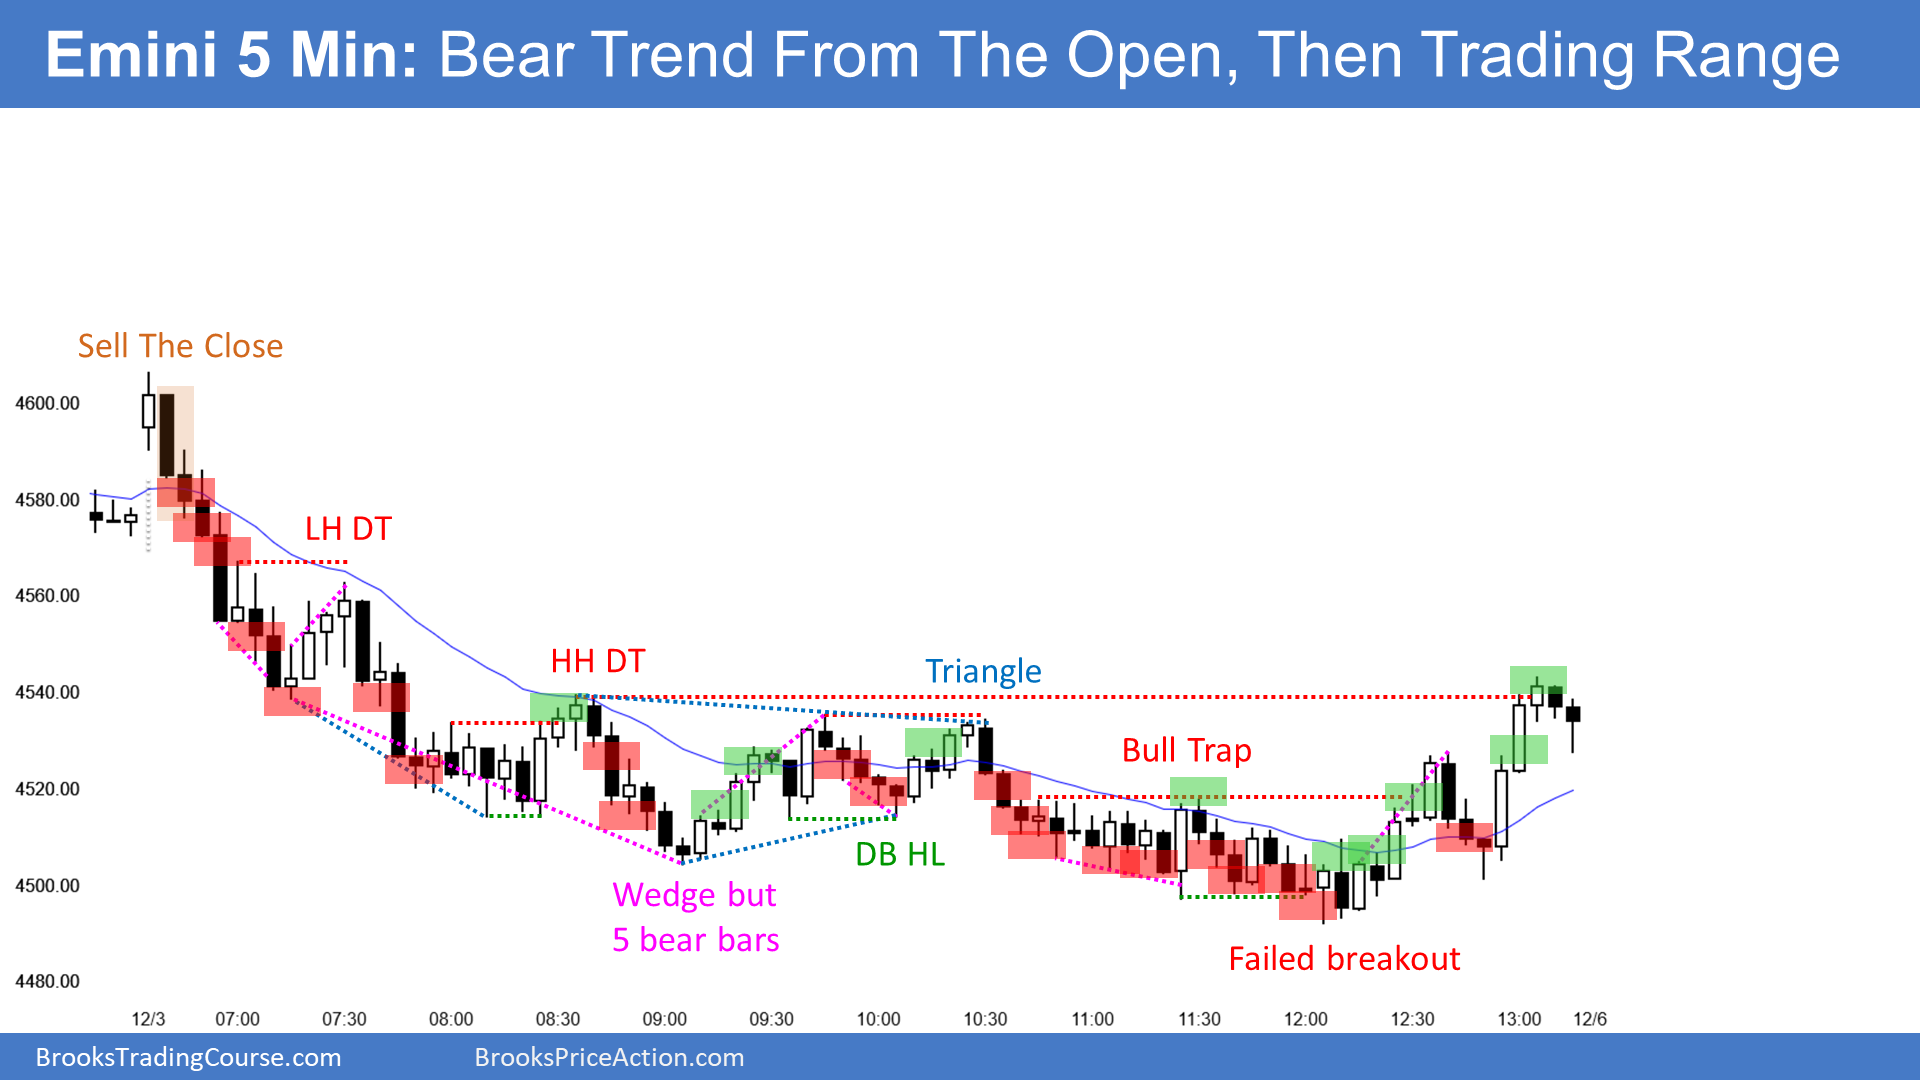 Emini 5 Min: Bear Trend From The Open, Then Trading Range
Sell The Close
4600.00
4580.00
LH DT
4560.00
HH DT
Triangle
4540.00
Bull Trap
4520.00
DB HL
4500.00
Wedge but
5 bear bars
Failed breakout
4480.00
12/3 07:00 07:30 08:00 08:30 09:00 09:30 10:00 10:30 11:00 11:30 12:00 12:30 13:00 12/6
BrooksTradingCourse.com BrooksPriceAction.com